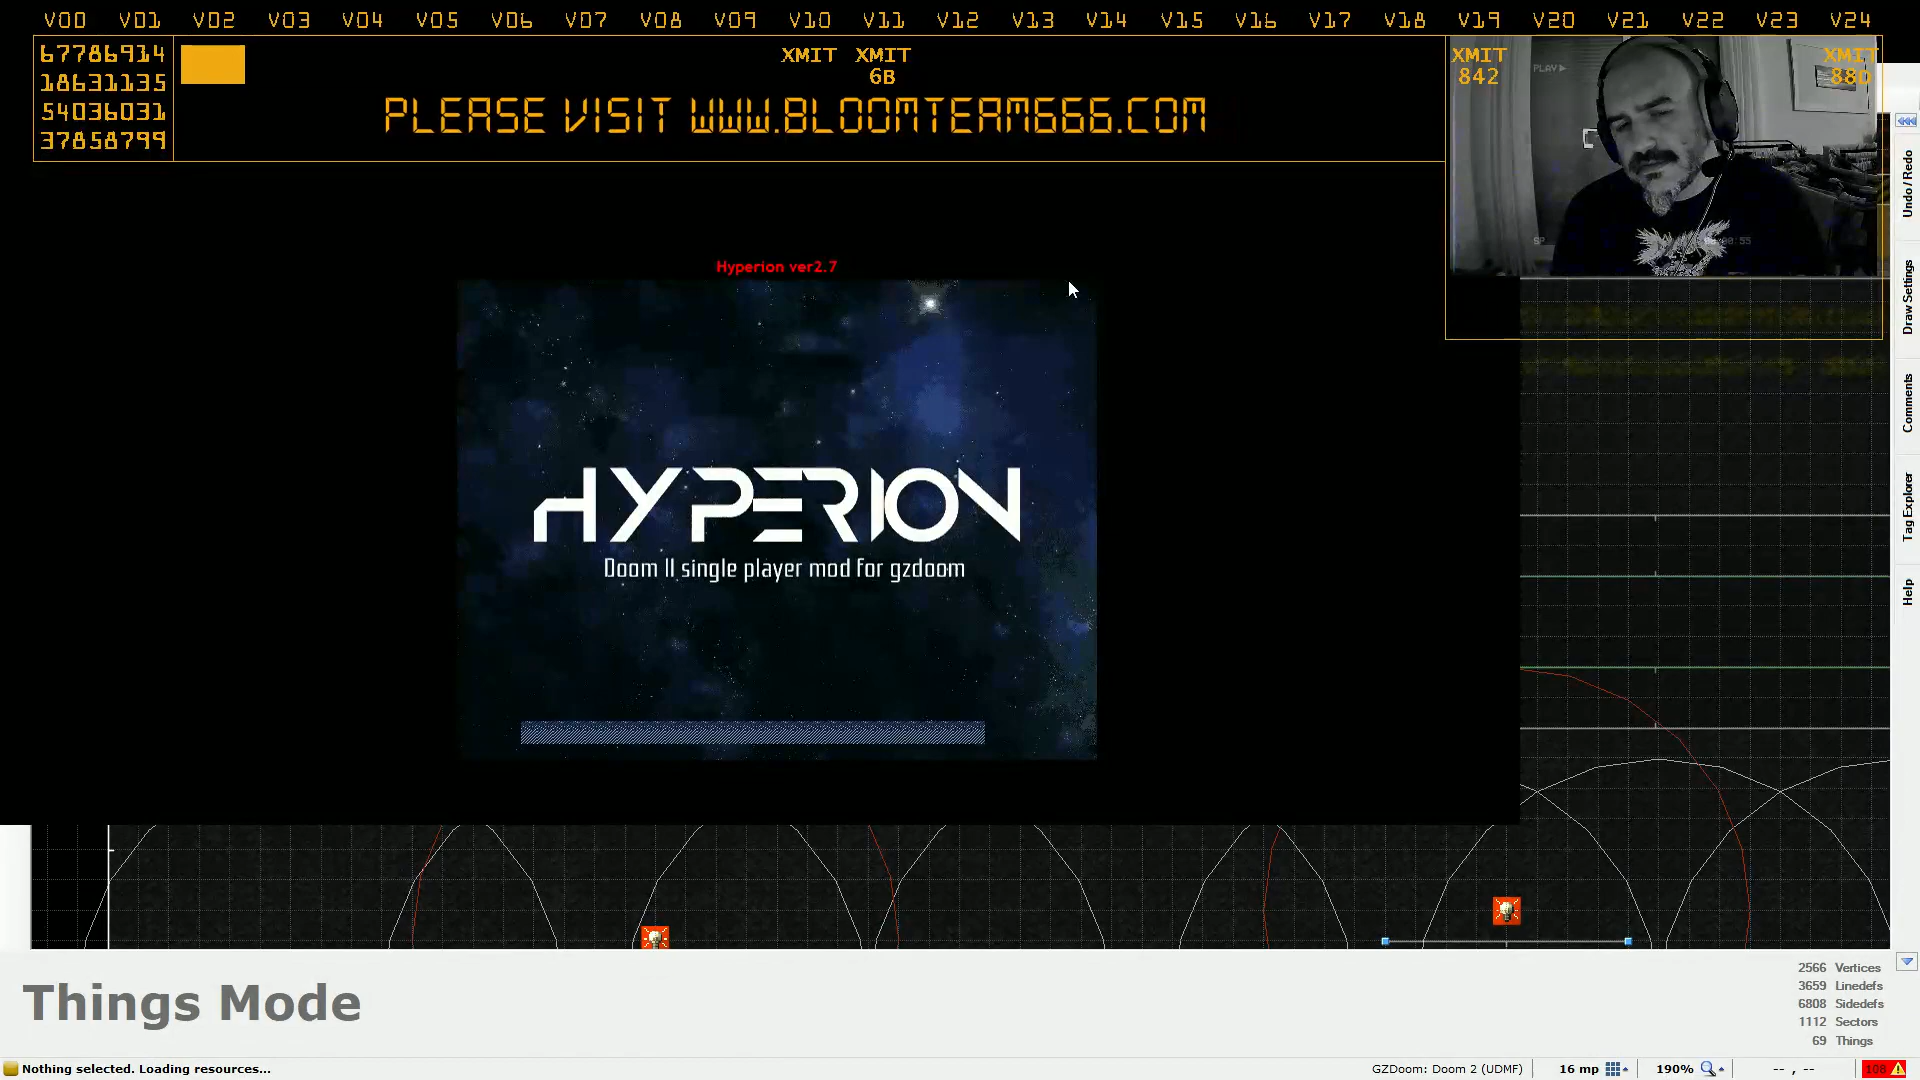 V00 V01 V02 V03 V04 V05 V06 V07 V08 V09 V10 V11 V12 V13 V14 V15 V16 V17 V18 V19 V20 V21 V22 V23 V24
67786914
18631135
54036031
37858799
XMIT XMIT
6B
PLEASE VISIT WWW.BLOOMTEAM666.COM
XMIT
842
PLAY
XMIT
88D
SP
Hyperion ver2.7
HYPERION
Doom II single player mod for gzdoom
Undo / Redo
Draw Settings
Comments
Tag Explorer
Help
Things Mode
2566 Vertices
3659 Linedefs
6808 Sidedefs
1112 Sectors
69 Things
Nothing selected. Loading resources...
GZDoom: Doom 2 (UDMF)
16 mp
190%
-- , --
108